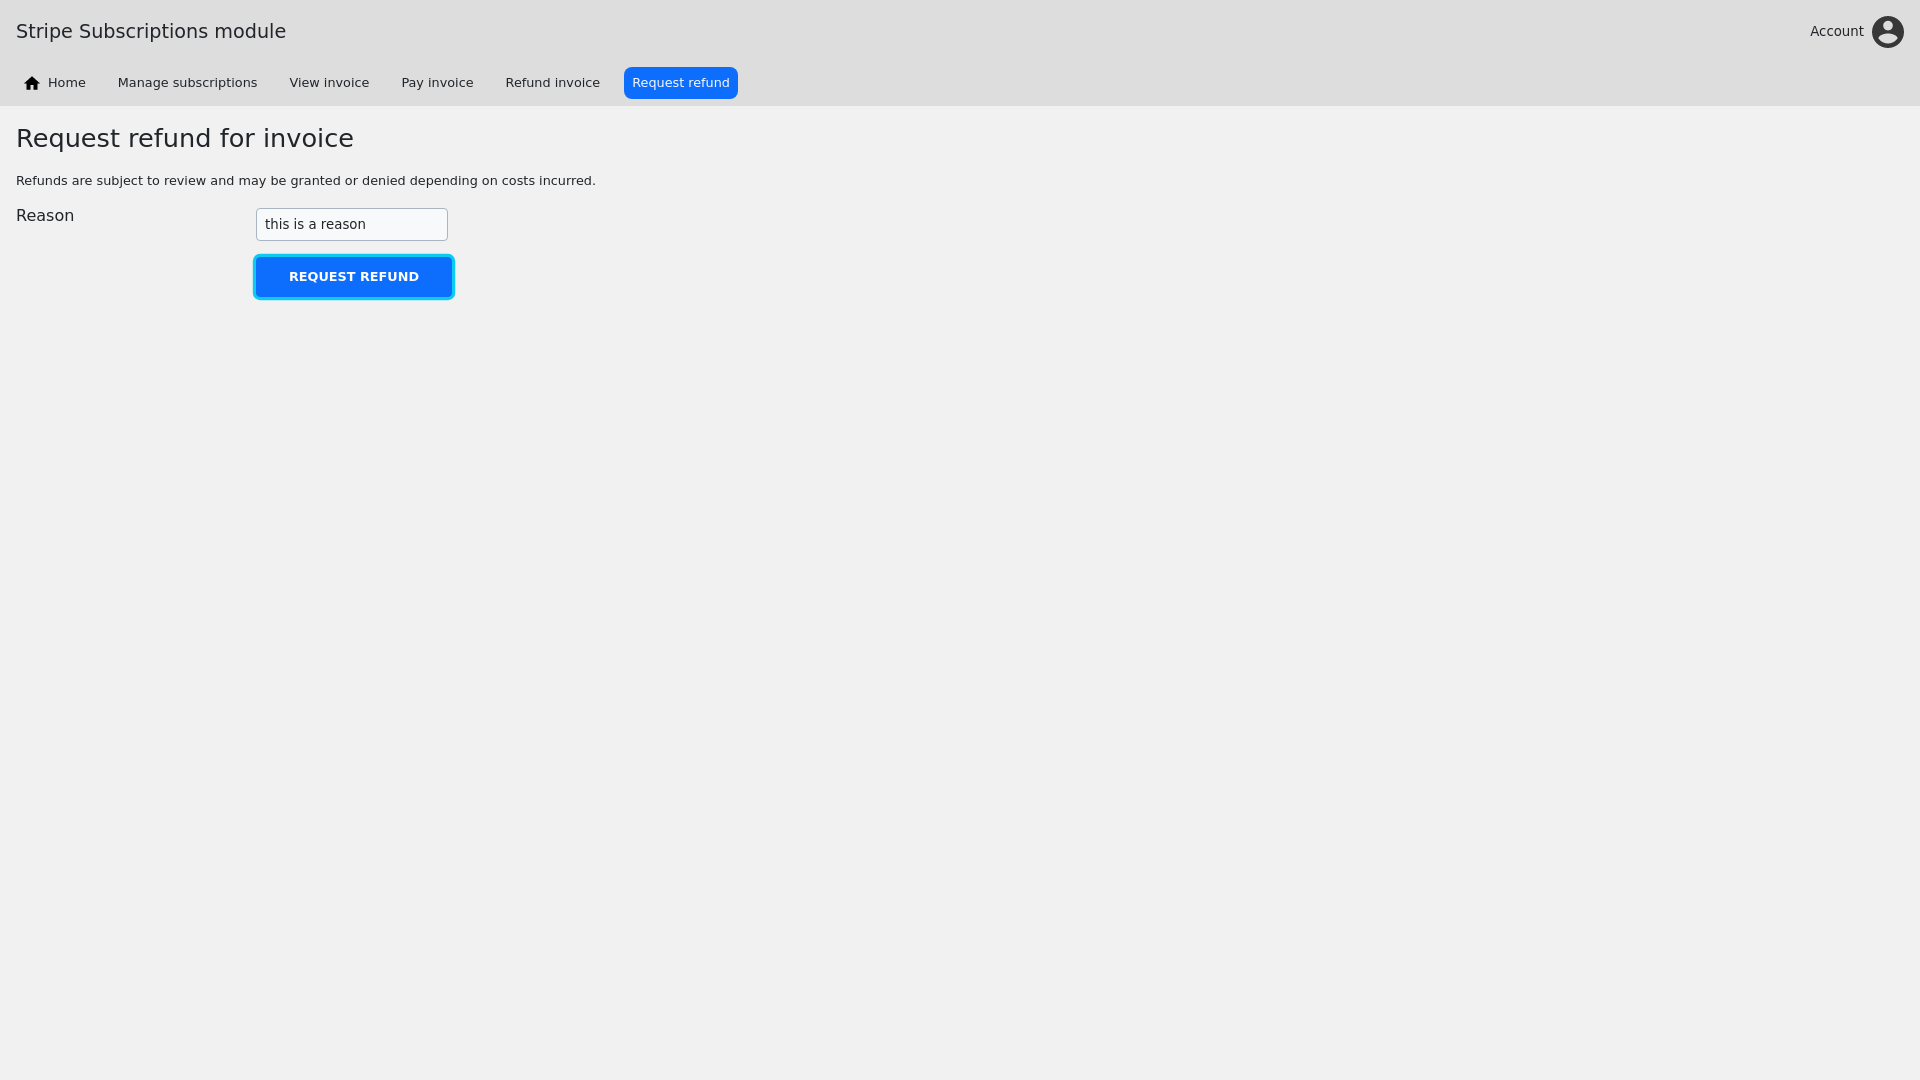 Stripe Subscriptions module
Account
Home Manage subscriptions View invoice Pay invoice Refund invoice Request refund
Request refund for invoice
Refunds are subject to review and may be granted or denied depending on costs incurred.
Reason this is a reason
REQUEST REFUND